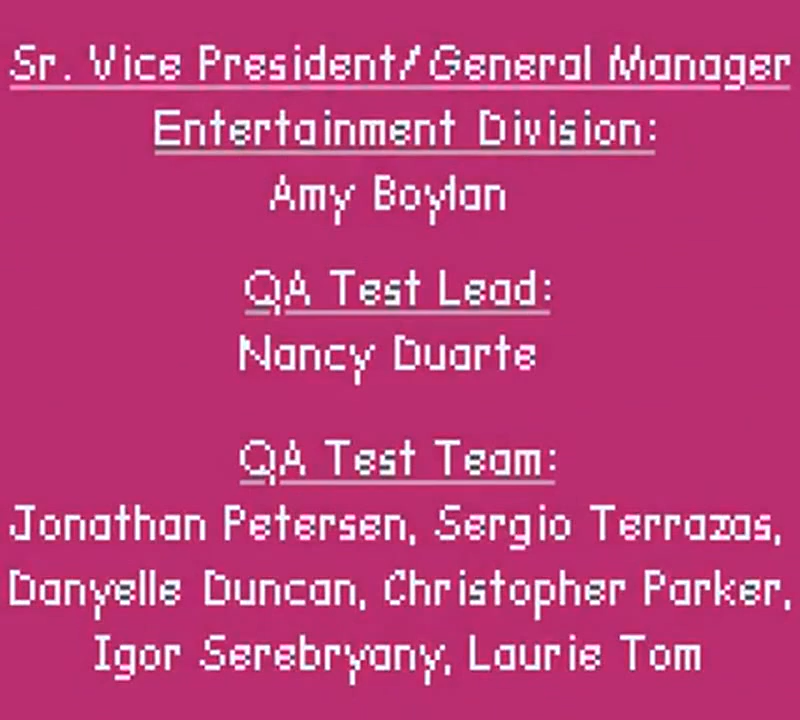 Sr. Vice President/General Manager
Entertainment Division:
Amy Boylan
QA Test Lead:
Nancy Duarte
QA Test Team:
Jonathan Petersen, Sergio Terrazas,
Danyelle Duncan, Christopher Parker,
Igor Serebryany, Laurie Tom